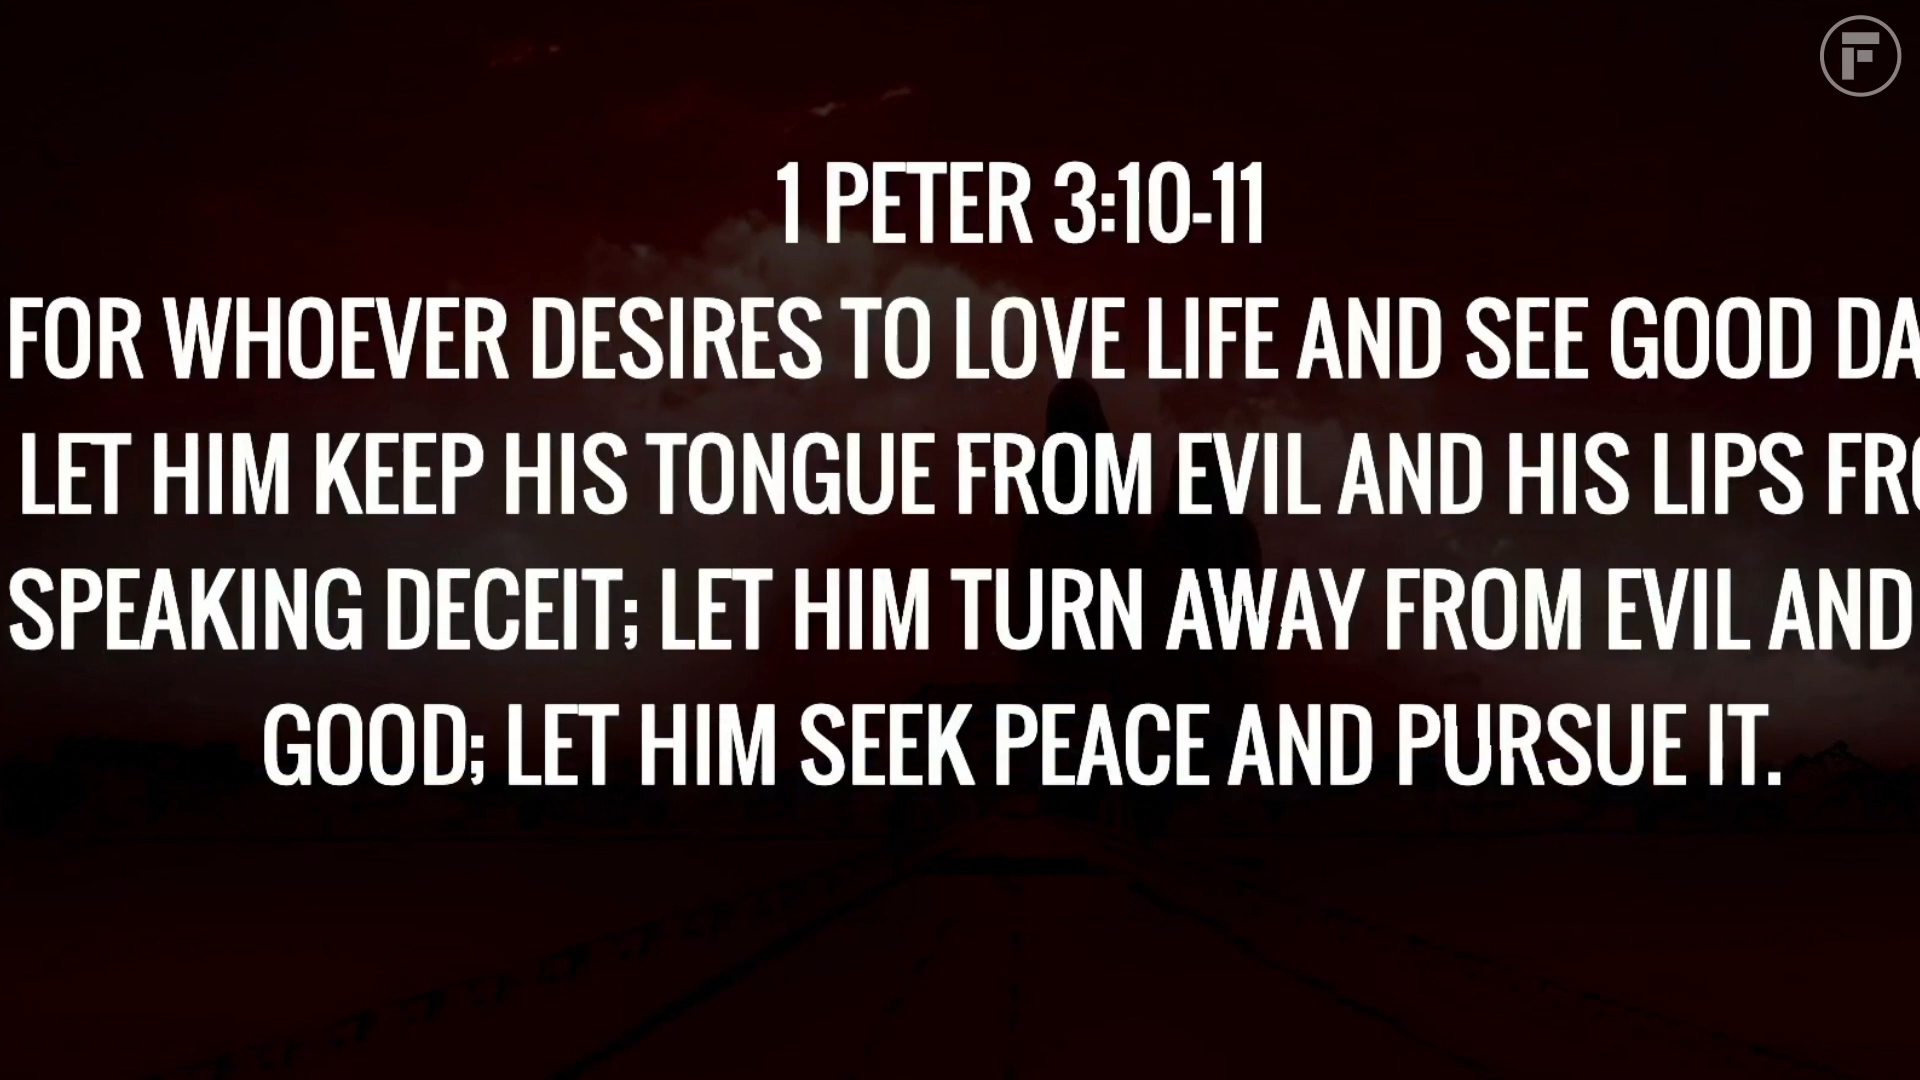 1 PETER 3:10-11
FOR WHOEVER DESIRES TO LOVE LIFE AND SEE GOOD DA
LET HIM KEEP HIS TONGUE FROM EVIL AND HIS LIPS FRO
SPEAKING DECEIT; LET HIM TURN AWAY FROM EVIL AND
GOOD; LET HIM SEEK PEACE AND PURSUE IT.